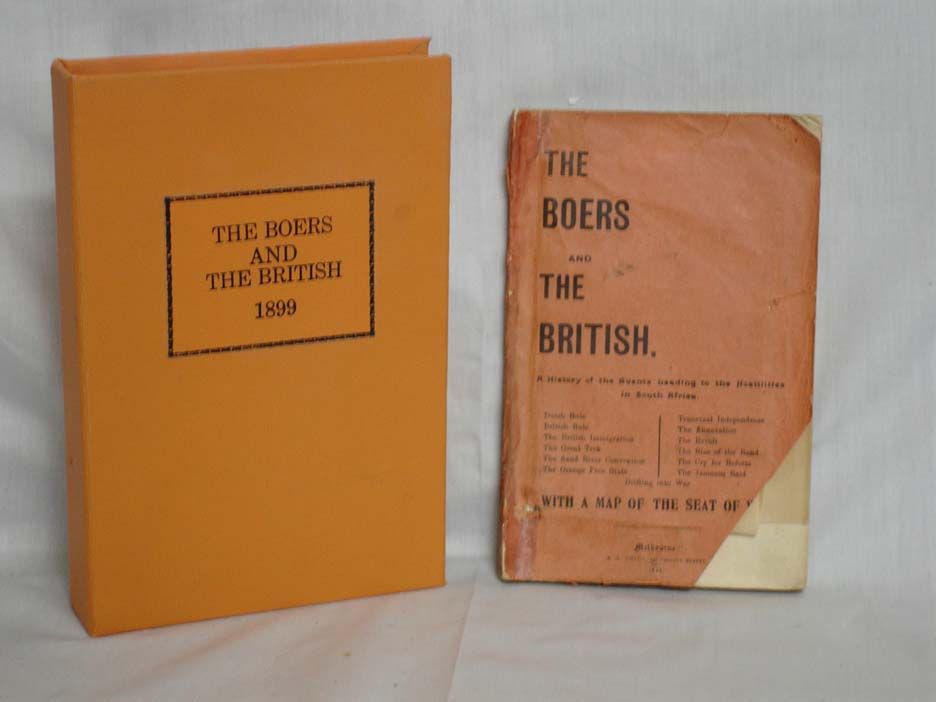 THE BOERS
AND
THE BRITISH
1899
THE
BOERS
AND
THE
BRITISH.
A History of the Events Leading to the Hostilities
in South Africa.
Dutch Rule
British Rule
The British Immigration
The Great Trek
The Sand River Convention
The Orange Free State
Transvaal Independence
The Annexation
The Revolt
The Rise of the Rand
The Cry for Reform
The Jameson Raid
Drifting into War
WITH A MAP OF THE SEAT OF
Melbourne